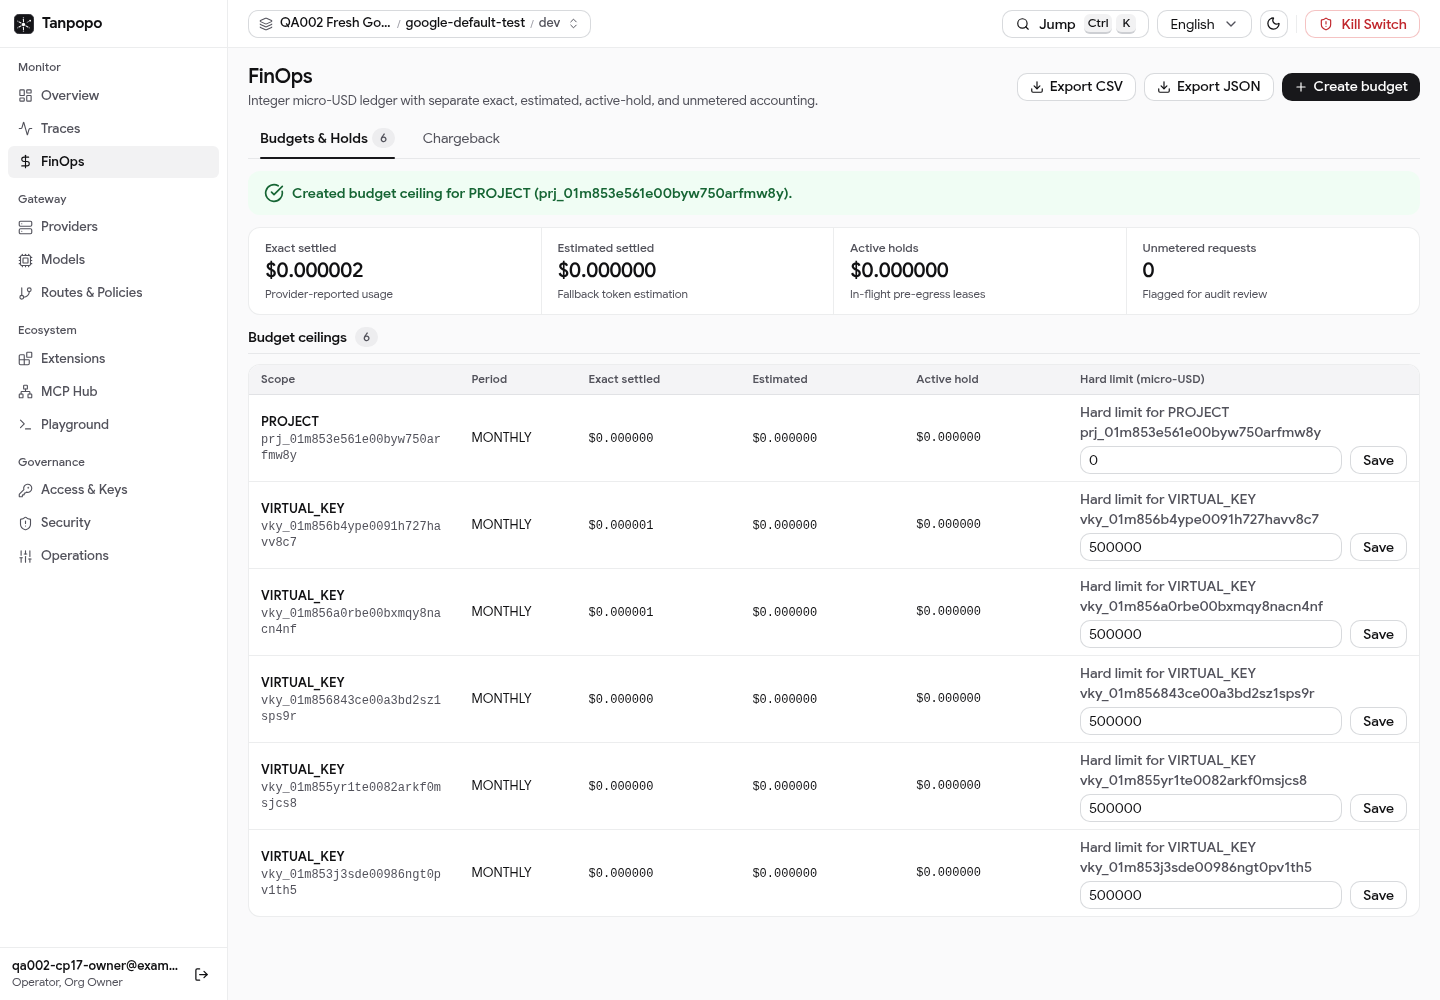 Tanpopo
QA002 Fresh Go... / google-default-test / dev
Jump Ctrl K
English
Kill Switch
Monitor
Overview
Traces
FinOps
Gateway
Providers
Models
Routes & Policies
Ecosystem
Extensions
MCP Hub
Playground
Governance
Access & Keys
Security
Operations
qa002-cp17-owner@exam...
Operator, Org Owner
FinOps
Integer micro-USD ledger with separate exact, estimated, active-hold, and unmetered accounting.
Export CSV
Export JSON
Create budget
Budgets & Holds 6
Chargeback
Created budget ceiling for PROJECT (prj_01m853e561e00byw750arfmw8y).
Exact settled
$0.000002
Provider-reported usage
Estimated settled
$0.000000
Fallback token estimation
Active holds
$0.000000
In-flight pre-egress leases
Unmetered requests
0
Flagged for audit review
Budget ceilings 6
Scope Period Exact settled Estimated Active hold Hard limit (micro-USD)
PROJECT
prj_01m853e561e00byw750ar
fmw8y
MONTHLY
$0.000000
$0.000000
$0.000000
Hard limit for PROJECT
prj_01m853e561e00byw750arfmw8y
0
Save
VIRTUAL_KEY
vky_01m856b4ype0091h727ha
vv8c7
MONTHLY
$0.000001
$0.000000
$0.000000
Hard limit for VIRTUAL_KEY
vky_01m856b4ype0091h727havv8c7
500000
Save
VIRTUAL_KEY
vky_01m856a0rbe00bxmqy8na
cn4nf
MONTHLY
$0.000001
$0.000000
$0.000000
Hard limit for VIRTUAL_KEY
vky_01m856a0rbe00bxmqy8nacn4nf
500000
Save
VIRTUAL_KEY
vky_01m856843ce00a3bd2sz1
sps9r
MONTHLY
$0.000000
$0.000000
$0.000000
Hard limit for VIRTUAL_KEY
vky_01m856843ce00a3bd2sz1sps9r
500000
Save
VIRTUAL_KEY
vky_01m855yr1te0082arkf0m
sjcs8
MONTHLY
$0.000000
$0.000000
$0.000000
Hard limit for VIRTUAL_KEY
vky_01m855yr1te0082arkf0msjcs8
500000
Save
VIRTUAL_KEY
vky_01m853j3sde00986ngt0p
v1th5
MONTHLY
$0.000000
$0.000000
$0.000000
Hard limit for VIRTUAL_KEY
vky_01m853j3sde00986ngt0pv1th5
500000
Save